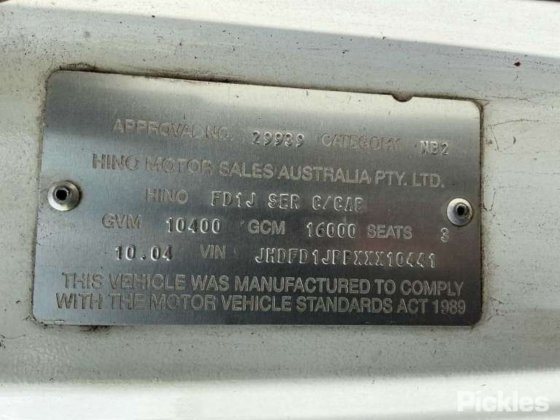 APPROVAL NO. 29939 CATEGORY NB2
HINO MOTOR SALES AUSTRALIA PTY. LTD.
HINO FD1J SER C/CAB
GVM 10400 GCM 16000 SEATS 3
10.04 VIN JHDFD1JPPXXX10441
THIS VEHICLE WAS MANUFACTURED TO COMPLY
WITH THE MOTOR VEHICLE STANDARDS ACT 1989
Pickles